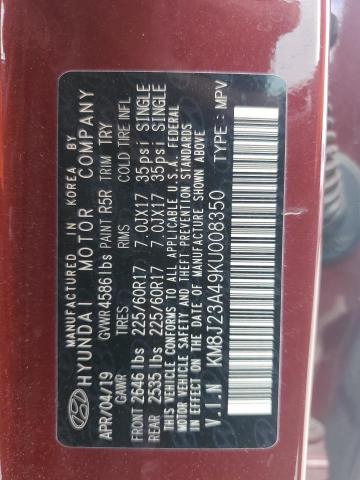 MANUFACTURED IN KOREA BY
HYUNDAI MOTOR COMPANY
APR/04/19 GVWR 4586 lbs PAINT R5R TRIM TRY
GAWR TIRES RIMS COLD TIRE INFL
FRONT 2646 lbs 225/60R17 7.0JX17 35psi SINGLE
REAR 2535 lbs 225/60R17 7.0JX17 35psi SINGLE
THIS VEHICLE CONFORMS TO ALL APPLICABLE U.S.A. FEDERAL
MOTOR VEHICLE SAFETY AND THEFT PREVENTION STANDARDS
IN EFFECT ON THE DATE OF MANUFACTURE SHOWN ABOVE.
V.I.N KM8J23A49KU008350 TYPE : MPV